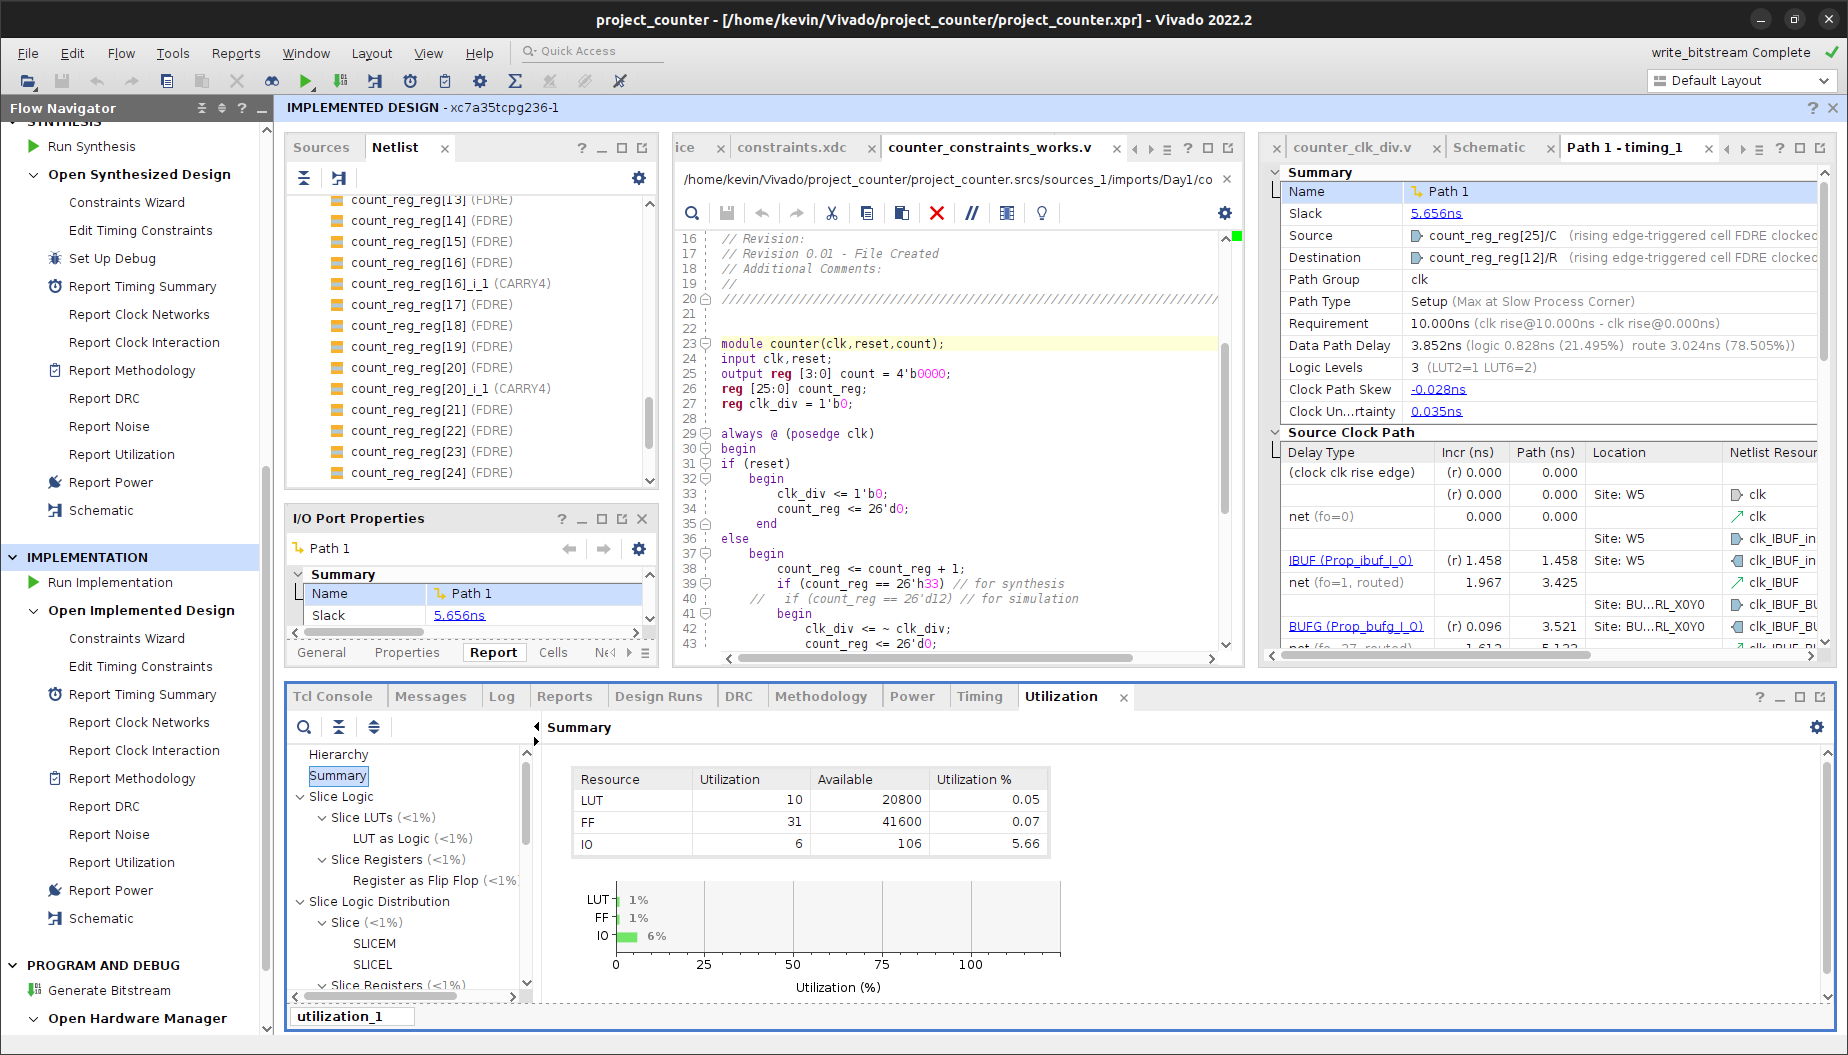 project_counter - [/home/kevin/Vivado/project_counter/project_counter.xpr] - Vivado 2022.2
File Edit Flow Tools Reports Window Layout View Help Quick Access
write_bitstream Complete
Default Layout
Flow Navigator
SYNTHESIS
Run Synthesis
Open Synthesized Design
Constraints Wizard
Edit Timing Constraints
Set Up Debug
Report Timing Summary
Report Clock Networks
Report Clock Interaction
Report Methodology
Report DRC
Report Noise
Report Utilization
Report Power
Schematic
IMPLEMENTATION
Run Implementation
Open Implemented Design
Constraints Wizard
Edit Timing Constraints
Report Timing Summary
Report Clock Networks
Report Clock Interaction
Report Methodology
Report DRC
Report Noise
Report Utilization
Report Power
Schematic
PROGRAM AND DEBUG
Generate Bitstream
Open Hardware Manager
IMPLEMENTED DESIGN - xc7a35tcpg236-1
Sources Netlist
count_reg_reg[13] (FDRE)
count_reg_reg[14] (FDRE)
count_reg_reg[15] (FDRE)
count_reg_reg[16] (FDRE)
count_reg_reg[16]_i_1 (CARRY4)
count_reg_reg[17] (FDRE)
count_reg_reg[18] (FDRE)
count_reg_reg[19] (FDRE)
count_reg_reg[20] (FDRE)
count_reg_reg[20]_i_1 (CARRY4)
count_reg_reg[21] (FDRE)
count_reg_reg[22] (FDRE)
count_reg_reg[23] (FDRE)
count_reg_reg[24] (FDRE)
I/O Port Properties
Path 1
Summary
Name Path 1
Slack 5.656ns
General Properties Report Cells Ne
ice constraints.xdc counter_constraints_works.v
/home/kevin/Vivado/project_counter/project_counter.srcs/sources_1/imports/Day1/co
16 // Revision:
17 // Revision 0.01 - File Created
18 // Additional Comments:
19 //
20 ///////////////////////////////////////////////////////////////////////
21
22
23 module counter(clk,reset,count);
24 input clk,reset;
25 output reg [3:0] count = 4'b0000;
26 reg [25:0] count_reg;
27 reg clk_div = 1'b0;
28
29 always @ (posedge clk)
30 begin
31 if (reset)
32 begin
33 clk_div <= 1'b0;
34 count_reg <= 26'd0;
35 end
36 else
37 begin
38 count_reg <= count_reg + 1;
39 if (count_reg == 26'h33) // for synthesis
40 // if (count_reg == 26'd12) // for simulation
41 begin
42 clk_div <= ~ clk_div;
43 count_reg <= 26'd0;
counter_clk_div.v Schematic Path 1 - timing_1
Summary
Name Path 1
Slack 5.656ns
Source count_reg_reg[25]/C (rising edge-triggered cell FDRE clocked
Destination count_reg_reg[12]/R (rising edge-triggered cell FDRE clocked
Path Group clk
Path Type Setup (Max at Slow Process Corner)
Requirement 10.000ns (clk rise@10.000ns - clk rise@0.000ns)
Data Path Delay 3.852ns (logic 0.828ns (21.495%) route 3.024ns (78.505%))
Logic Levels 3 (LUT2=1 LUT6=2)
Clock Path Skew -0.028ns
Clock Un...rtainty 0.035ns
Source Clock Path
Delay Type Incr (ns) Path (ns) Location Netlist Resour
(clock clk rise edge) (r) 0.000 0.000
(r) 0.000 0.000 Site: W5 clk
net (fo=0) 0.000 0.000 clk
Site: W5 clk_IBUF_in
IBUF (Prop_ibuf_I_O) (r) 1.458 1.458 Site: W5 clk_IBUF_in
net (fo=1, routed) 1.967 3.425 clk_IBUF
Site: BU...RL_X0Y0 clk_IBUF_BU
BUFG (Prop_bufg_I_O) (r) 0.096 3.521 Site: BU...RL_X0Y0 clk_IBUF_BU
Tcl Console Messages Log Reports Design Runs DRC Methodology Power Timing Utilization
Hierarchy
Summary
Slice Logic
Slice LUTs (<1%)
LUT as Logic (<1%)
Slice Registers (<1%)
Register as Flip Flop (<1%
Slice Logic Distribution
Slice (<1%)
SLICEM
SLICEL
Slice Registers (<1%)
Summary
Resource Utilization Available Utilization %
LUT 10 20800 0.05
FF 31 41600 0.07
IO 6 106 5.66
LUT 1%
FF 1%
IO 6%
0 25 50 75 100
Utilization (%)
utilization_1